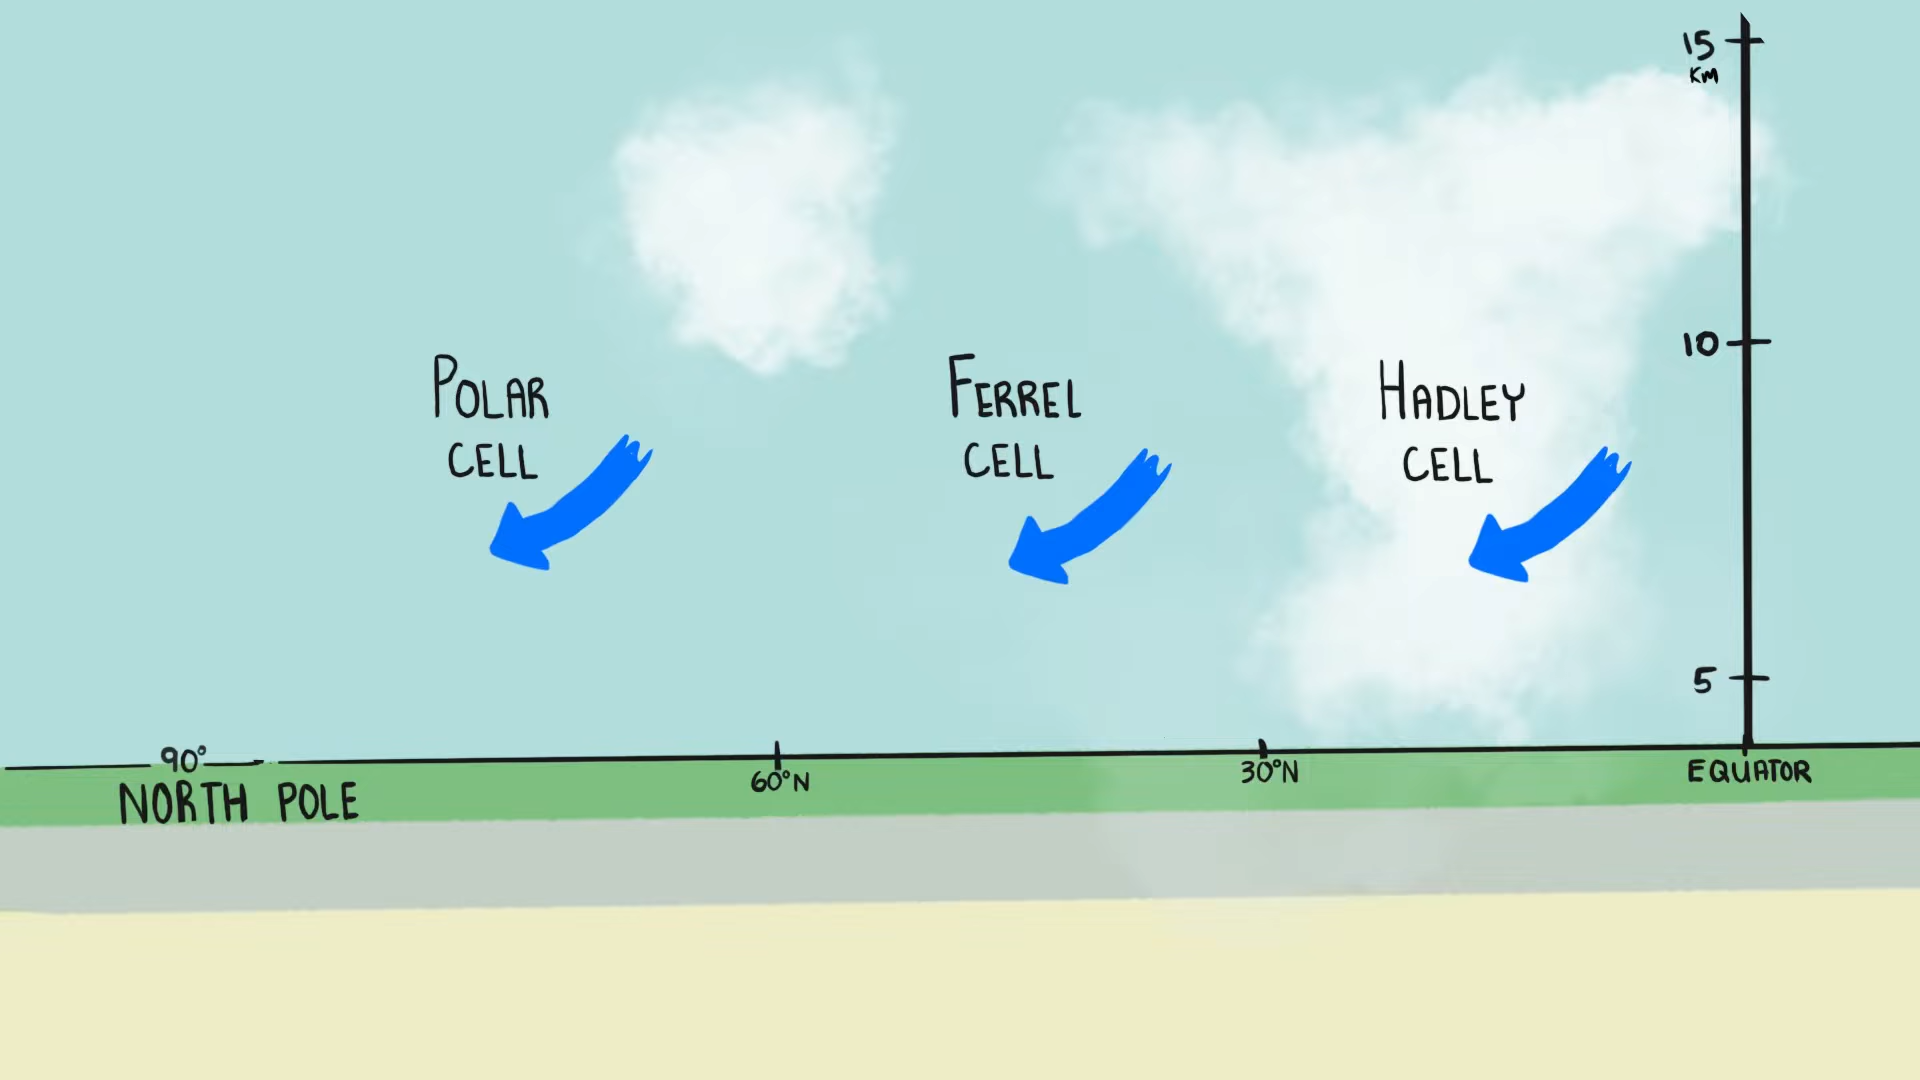 15
KM
10
POLAR
CELL
FERREL
CELL
HADLEY
CELL
5
90°
NORTH POLE
60°N
30°N
EQUATOR